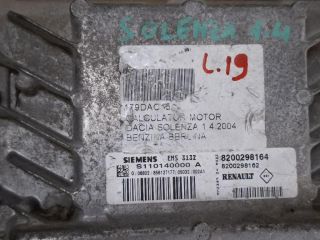 SOLENZA 1.4
L.19
179DAC16
CALCULATOR MOTOR
DACIA SOLENZA 1.4.2004
BENZINA BERLINA
SIEMENS EMS 3132
S110140000 A
8200298164
8200298162
RENAULT